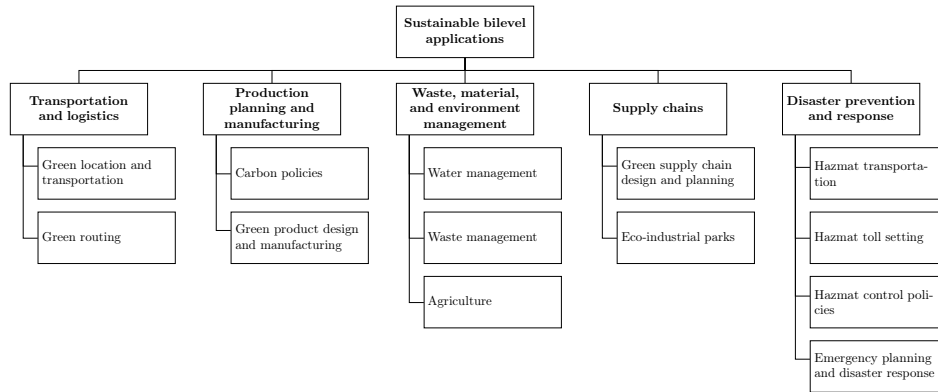 Sustainable bilevel
applications
Transportation
and logistics
Green location and
transportation
Green routing
Production
planning and
manufacturing
Carbon policies
Green product design
and manufacturing
Waste, material,
and environment
management
Water management
Waste management
Agriculture
Supply chains
Green supply chain
design and planning
Eco-industrial parks
Disaster prevention
and response
Hazmat transporta-
tion
Hazmat toll setting
Hazmat control poli-
cies
Emergency planning
and disaster response